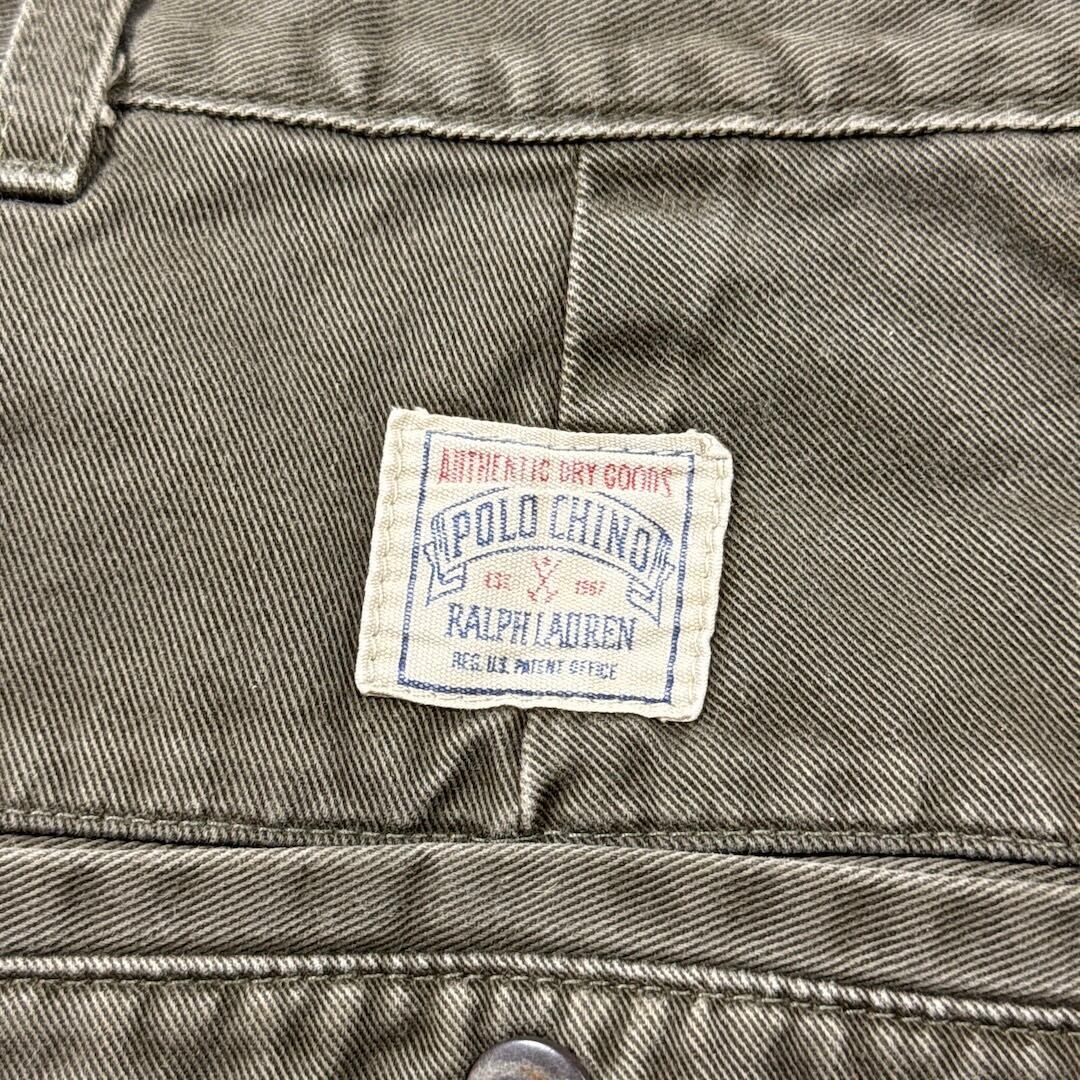 AUTHENTIC DRY GOODS
POLO CHINO
EST. 1967
RALPH LAUREN
REG. U.S. PATENT OFFICE